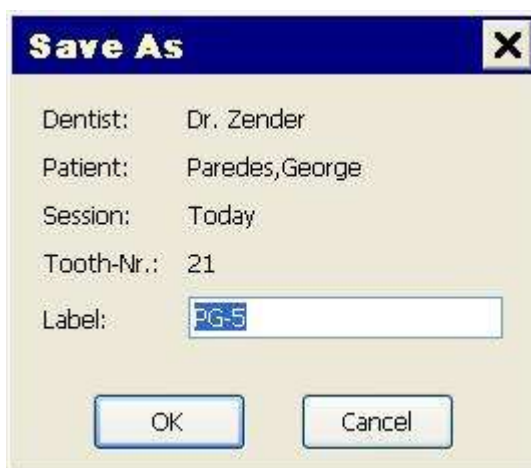 Save As
Dentist: Dr. Zender
Patient: Paredes,George
Session: Today
Tooth-Nr.: 21
Label: PG-5
OK Cancel